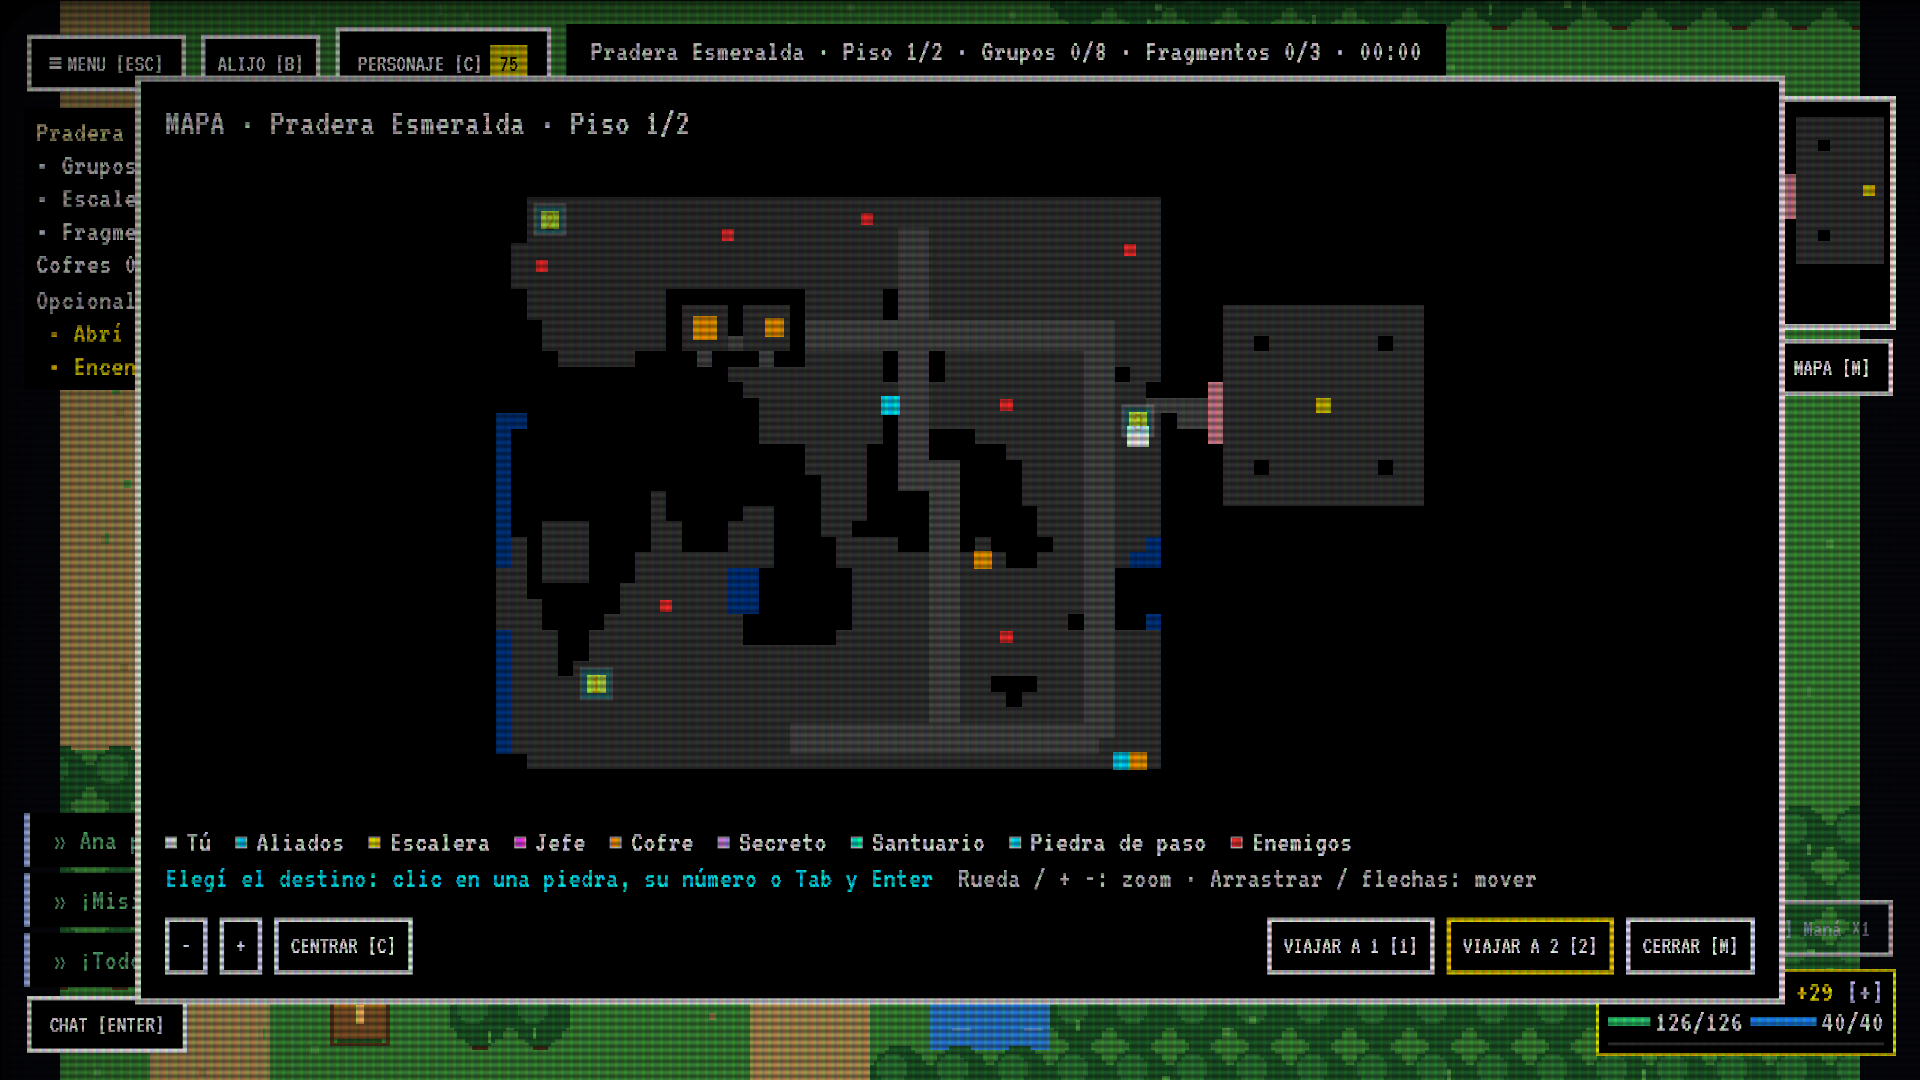 ≡ MENU [ESC]
ALIJO [B]
PERSONAJE [C] 75
Pradera Esmeralda · Piso 1/2 · Grupos 0/8 · Fragmentos 0/3 · 00:00
MAPA · Pradera Esmeralda · Piso 1/2
Pradera
· Grupos
· Escale
· Fragme
Cofres 0
Opcional
· Abrí
· Encen
MAPA [M]
» Ana
» ¡Mis
» ¡Todo
Tú Aliados Escalera Jefe Cofre Secreto Santuario Piedra de paso Enemigos
Elegí el destino: clic en una piedra, su número o Tab y Enter Rueda / + -: zoom · Arrastrar / flechas: mover
-
+
CENTRAR [C]
VIAJAR A 1 [1]
VIAJAR A 2 [2]
CERRAR [M]
Maná X1
CHAT [ENTER]
+29 [+]
126/126 40/40